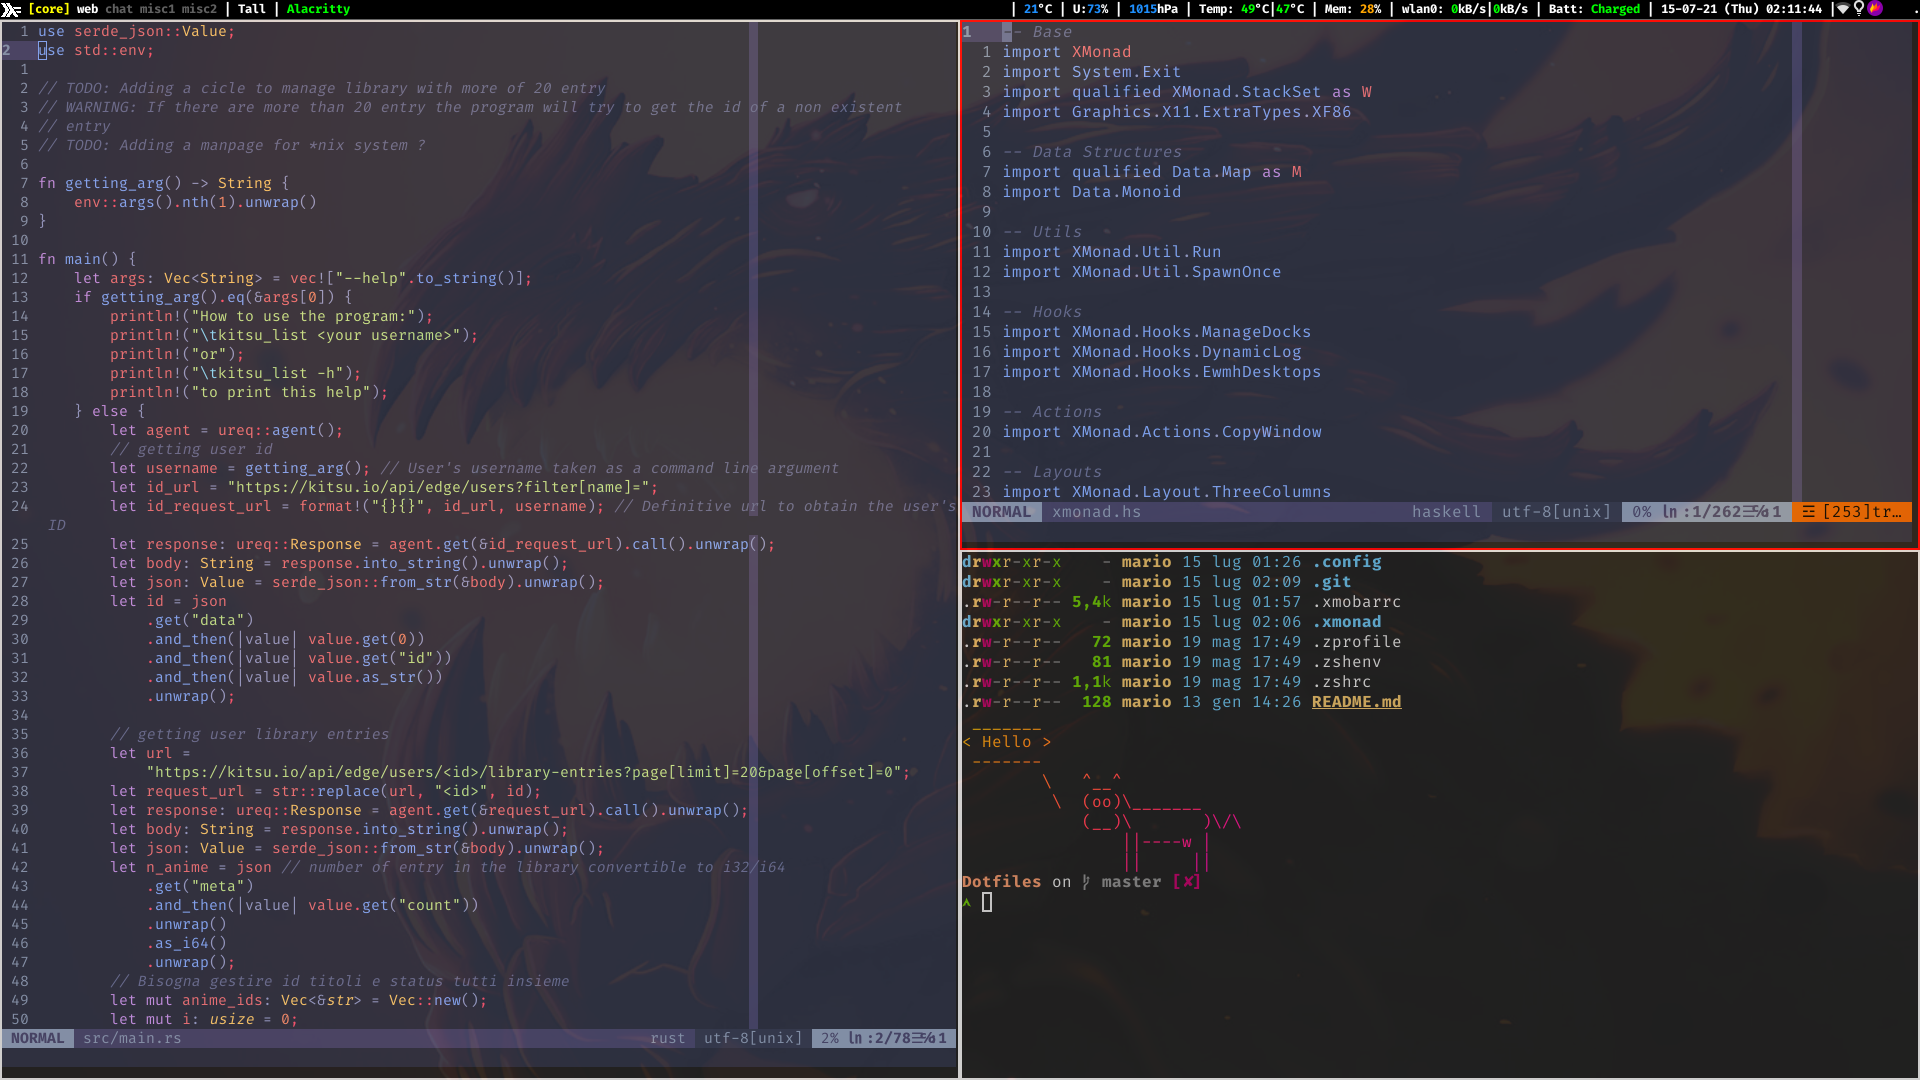 [core] web chat misc1 misc2 | Tall | Alacritty | 21°C | U:73% | 1015hPa | Temp: 49°C|47°C | Mem: 28% | wlan0: 0kB/s|0kB/s | Batt: Charged | 15-07-21 (Thu) 02:11:44 |
1 use serde_json::Value;
2 use std::env;
1
2 // TODO: Adding a cicle to manage library with more of 20 entry
3 // WARNING: If there are more than 20 entry the program will try to get the id of a non existent
4 // entry
5 // TODO: Adding a manpage for *nix system ?
6
7 fn getting_arg() -> String {
8     env::args().nth(1).unwrap()
9 }
10
11 fn main() {
12     let args: Vec<String> = vec!["--help".to_string()];
13     if getting_arg().eq(&args[0]) {
14         println!("How to use the program:");
15         println!("\tkitsu_list <your username>");
16         println!("or");
17         println!("\tkitsu_list -h");
18         println!("to print this help");
19     } else {
20         let agent = ureq::agent();
21         // getting user id
22         let username = getting_arg(); // User's username taken as a command line argument
23         let id_url = "https://kitsu.io/api/edge/users?filter[name]=";
24         let id_request_url = format!("{}{}", id_url, username); // Definitive url to obtain the user's
ID
25         let response: ureq::Response = agent.get(&id_request_url).call().unwrap();
26         let body: String = response.into_string().unwrap();
27         let json: Value = serde_json::from_str(&body).unwrap();
28         let id = json
29             .get("data")
30             .and_then(|value| value.get(0))
31             .and_then(|value| value.get("id"))
32             .and_then(|value| value.as_str())
33             .unwrap();
34
35         // getting user library entries
36         let url =
37             "https://kitsu.io/api/edge/users/<id>/library-entries?page[limit]=20&page[offset]=0";
38         let request_url = str::replace(url, "<id>", id);
39         let response: ureq::Response = agent.get(&request_url).call().unwrap();
40         let body: String = response.into_string().unwrap();
41         let json: Value = serde_json::from_str(&body).unwrap();
42         let n_anime = json // number of entry in the library convertible to i32/i64
43             .get("meta")
44             .and_then(|value| value.get("count"))
45             .unwrap()
46             .as_i64()
47             .unwrap();
48         // Bisogna gestire id titoli e status tutti insieme
49         let mut anime_ids: Vec<&str> = Vec::new();
50         let mut i: usize = 0;
NORMAL src/main.rs rust utf-8[unix] 2% ln :2/78 1
1 -- Base
1 import XMonad
2 import System.Exit
3 import qualified XMonad.StackSet as W
4 import Graphics.X11.ExtraTypes.XF86
5
6 -- Data Structures
7 import qualified Data.Map as M
8 import Data.Monoid
9
10 -- Utils
11 import XMonad.Util.Run
12 import XMonad.Util.SpawnOnce
13
14 -- Hooks
15 import XMonad.Hooks.ManageDocks
16 import XMonad.Hooks.DynamicLog
17 import XMonad.Hooks.EwmhDesktops
18
19 -- Actions
20 import XMonad.Actions.CopyWindow
21
22 -- Layouts
23 import XMonad.Layout.ThreeColumns
NORMAL xmonad.hs haskell utf-8[unix] 0% ln :1/262 1 [253]tr…
drwxr-xr-x    - mario 15 lug 01:26 .config
drwxr-xr-x    - mario 15 lug 02:09 .git
.rw-r--r-- 5,4k mario 15 lug 01:57 .xmobarrc
drwxr-xr-x    - mario 15 lug 02:06 .xmonad
.rw-r--r--   72 mario 19 mag 17:49 .zprofile
.rw-r--r--   81 mario 19 mag 17:49 .zshenv
.rw-r--r-- 1,1k mario 19 mag 17:49 .zshrc
.rw-r--r--  128 mario 13 gen 14:26 README.md
 _______
< Hello >
 -------
        \   ^__^
         \  (oo)\_______
            (__)\       )\/\
                ||----w |
                ||     ||
Dotfiles on master [✘]
^